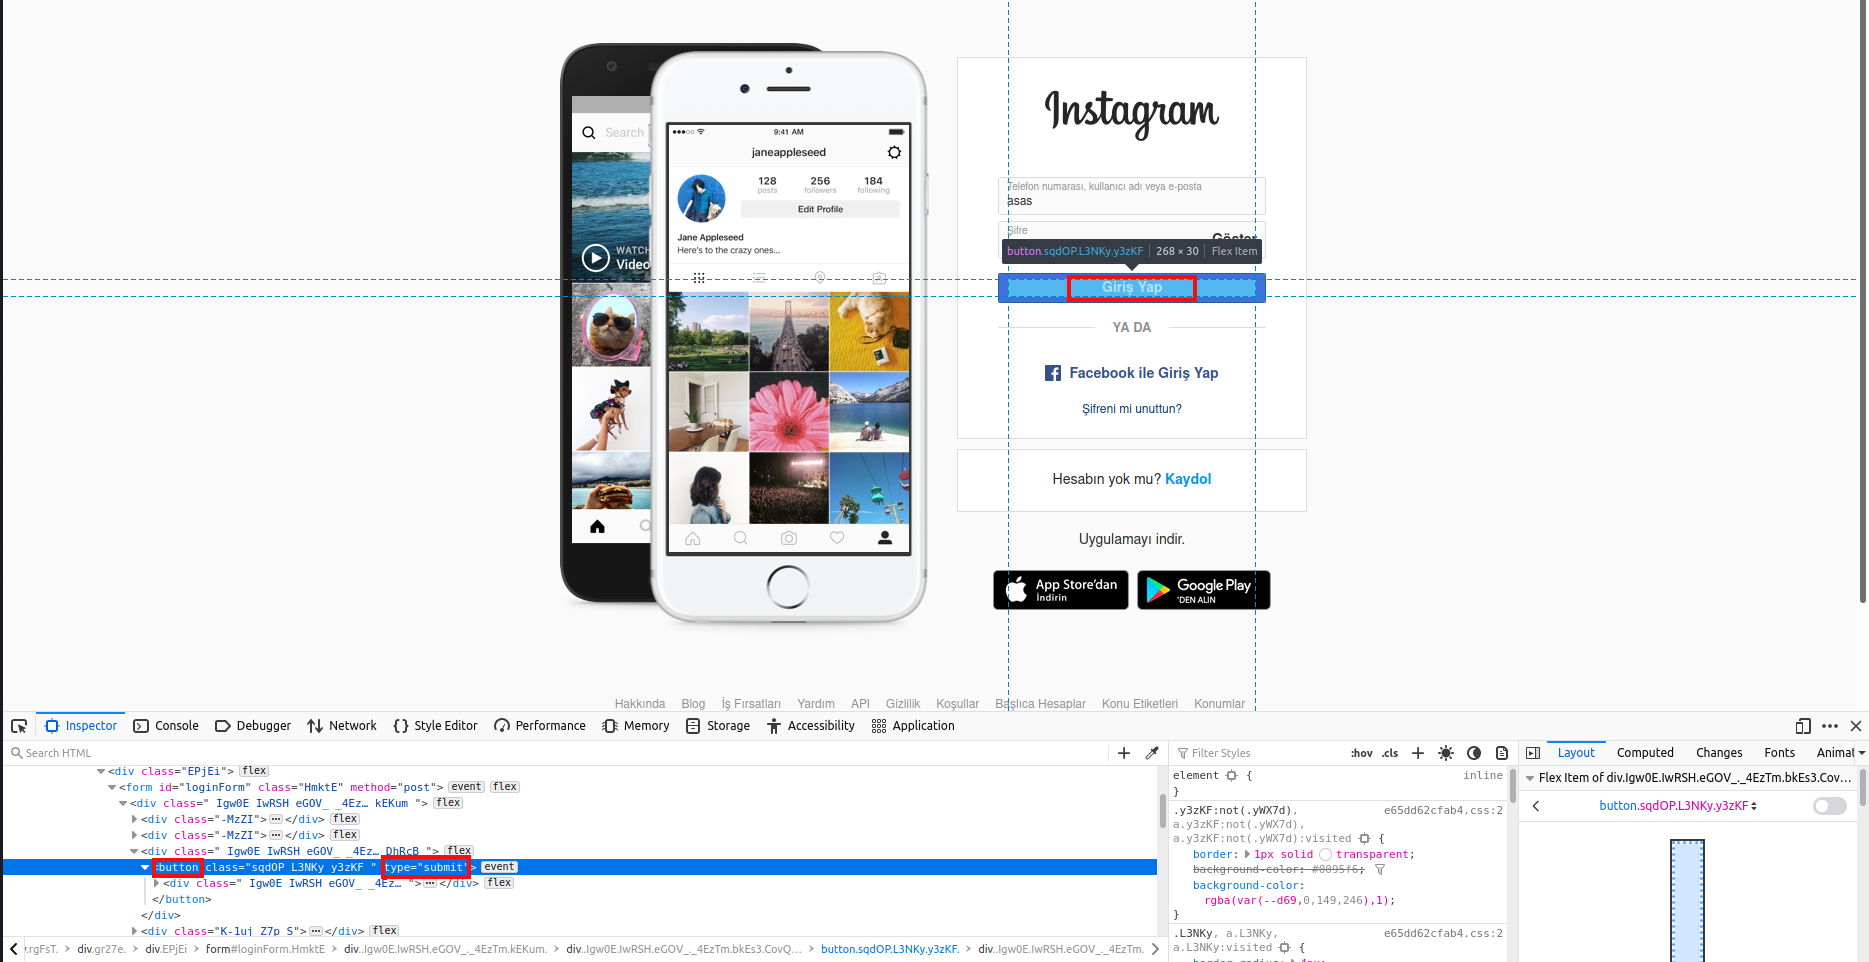 Search
WATCH
Video
9:41 AM
janeappleseed
128
posts
256
followers
184
following
Edit Profile
Jane Appleseed
Here's to the crazy ones...
Instagram
Telefon numarası, kullanıcı adı veya e-posta
asas
Şifre
Göster
button.sqdOP.L3NKy.y3zKF 268 × 30 Flex Item
Giriş Yap
YA DA
Facebook ile Giriş Yap
Şifreni mi unuttun?
Hesabın yok mu? Kaydol
Uygulamayı indir.
App Store'dan
İndirin
Google Play
'DEN ALIN
Hakkında Blog İş Fırsatları Yardım API Gizlilik Koşullar Başlıca Hesaplar Konu Etiketleri Konumlar
Inspector Console Debugger Network Style Editor Performance Memory Storage Accessibility Application
Search HTML
<div class="EPjEi"> flex
<form id="loginForm" class="HmktE" method="post"> event flex
<div class=" Igw0E IwRSH eGOV_ _4Ez… kEKum "> flex
<div class="-MzZI"> … </div> flex
<div class="-MzZI"> … </div> flex
<div class=" Igw0E IwRSH eGOV_ _4Ez… DhRcB "> flex
<button class="sqdOP L3NKy y3zKF " type="submit"> event
<div class=" Igw0E IwRSH eGOV_ _4Ez… "> … </div> flex
</button>
</div>
<div class="K-1uj Z7p_S"> … </div> flex
.rgFsT. > div.gr27e. > div.EPjEi > form#loginForm.HmktE > div..Igw0E.IwRSH.eGOV_._4EzTm.kEKum. > div..Igw0E.IwRSH.eGOV_._4EzTm.bkEs3.CovQ… > button.sqdOP.L3NKy.y3zKF. > div..Igw0E.IwRSH.eGOV_._4EzTm.
Filter Styles :hov .cls +
element { inline
}
.y3zKF:not(.yWX7d), e65dd62cfab4.css:2
a.y3zKF:not(.yWX7d),
a.y3zKF:not(.yWX7d):visited {
border: 1px solid transparent;
background-color: #0095f6;
background-color:
rgba(var(--d69,0,149,246),1);
}
.L3NKy, a.L3NKy, e65dd62cfab4.css:2
a.L3NKy:visited {
border-radius: 4px;
Layout Computed Changes Fonts Animat
Flex Item of div.Igw0E.IwRSH.eGOV_._4EzTm.bkEs3.Cov…
button.sqdOP.L3NKy.y3zKF